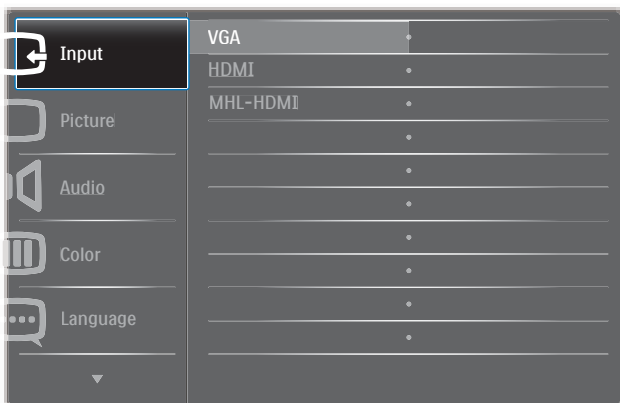 Input
Picture
Audio
Color
Language
VGA
HDMI
MHL-HDMI